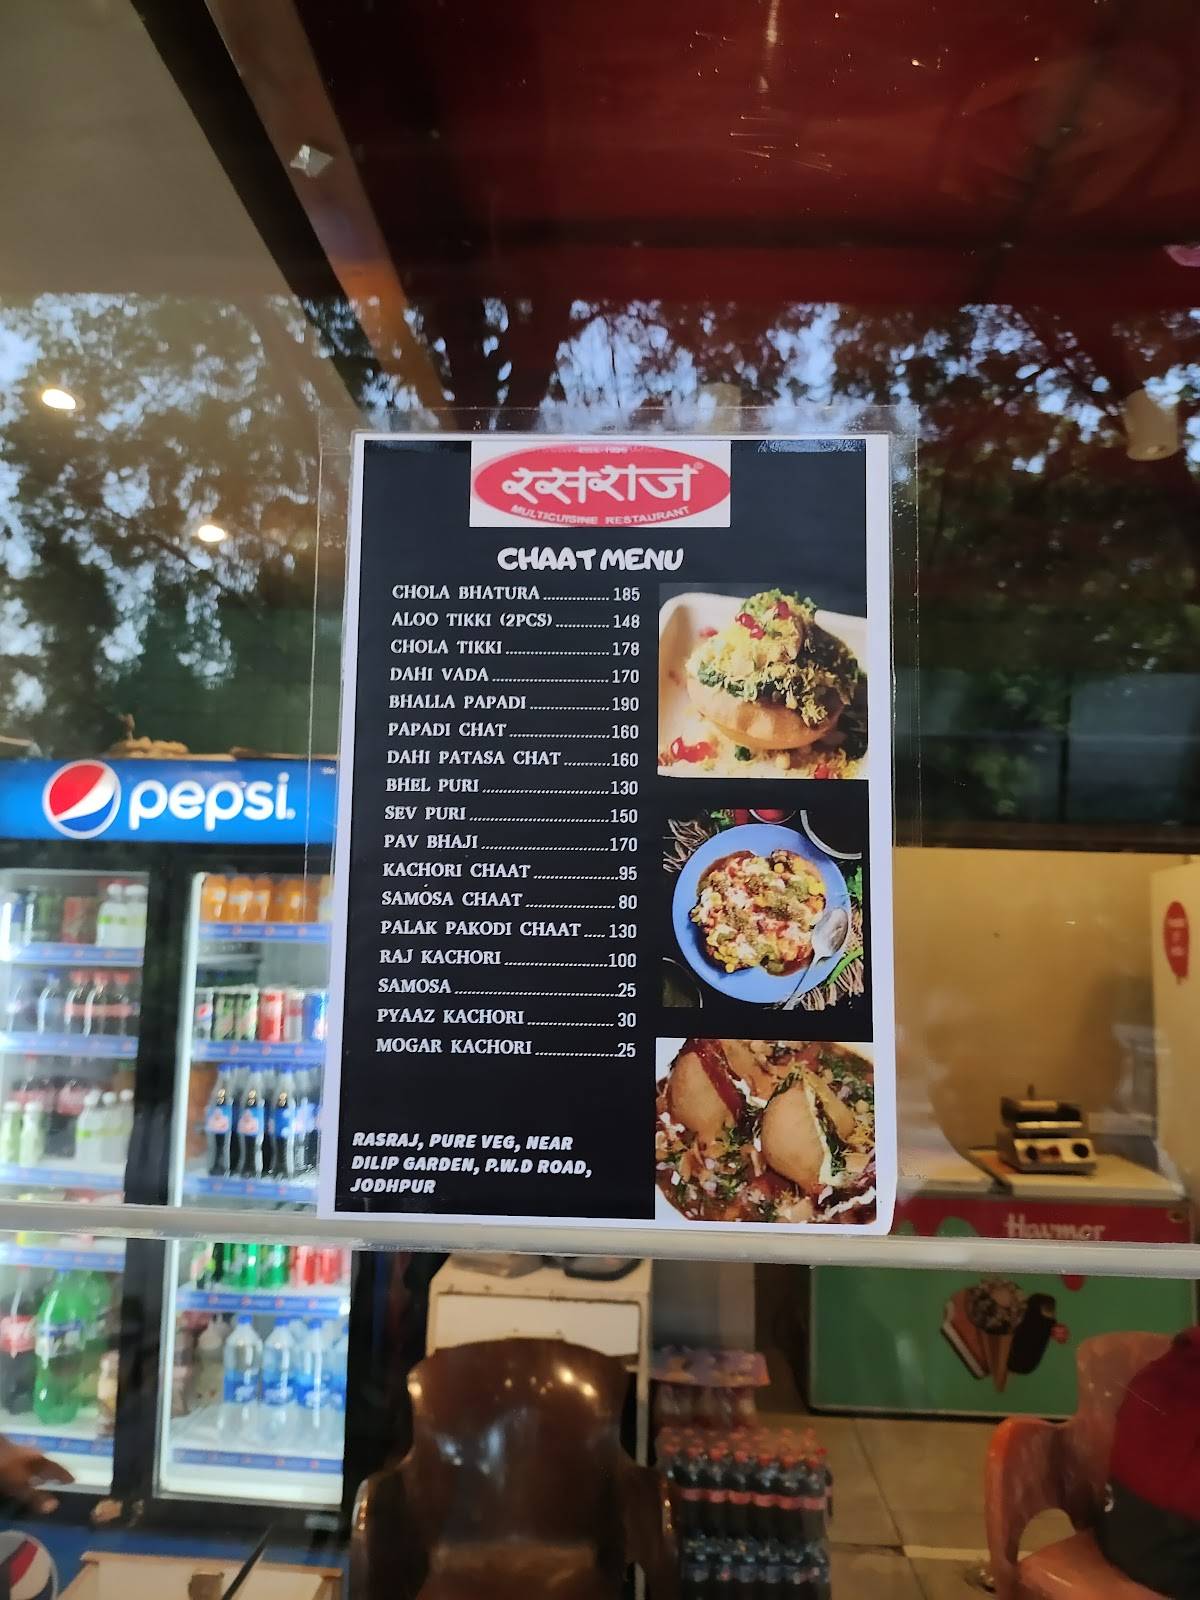 रसराज
MULTICUISINE RESTAURANT
CHAAT MENU
CHOLA BHATURA ................ 185
ALOO TIKKI (2PCS) ............. 148
CHOLA TIKKI ......................... 178
DAHI VADA ............................ 170
BHALLA PAPADI ................... 190
PAPADI CHAT ........................ 160
DAHI PATASA CHAT ........... 160
BHEL PURI ............................... 130
SEV PURI .................................. 150
PAV BHAJI ............................... 170
KACHORI CHAAT .................... 95
SAMOSA CHAAT ..................... 80
PALAK PAKODI CHAAT ..... 130
RAJ KACHORI ......................... 100
SAMOSA ........................................ 25
PYAAZ KACHORI ..................... 30
MOGAR KACHORI .................... 25
RASRAJ, PURE VEG, NEAR
DILIP GARDEN, P.W.D ROAD,
JODHPUR
pepsi
Havmor